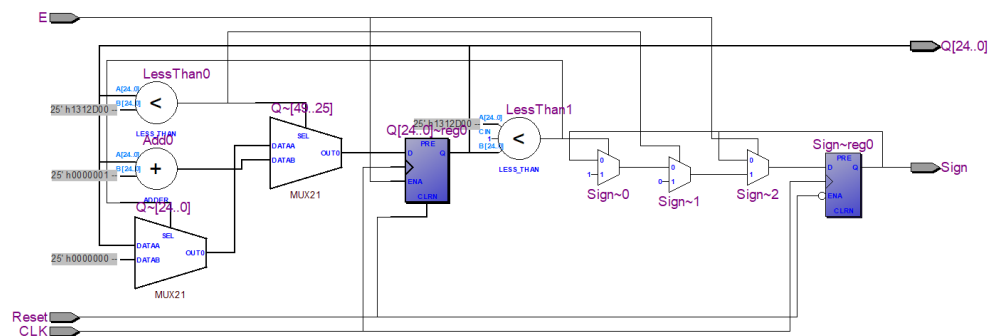 E
Q[24..0]
LessThan0
A[24..0]
B[24..0]
25' h1312D00
<
LESS_THAN
Add0
A[24..0]
B[24..0]
25' h0000001
+
ADDER
Q~[24..0]
SEL
DATAA
DATAB
OUT0
25' h0000000
MUX21
Q~[49..25]
SEL
DATAA
DATAB
OUT0
MUX21
Q[24..0]~reg0
PRE
D
Q
ENA
CLRN
LessThan1
25' h1312D00
A[24..0]
CIN
1
B[24..0]
<
LESS_THAN
0
1
1
Sign~0
0
0
1
Sign~1
0
1
Sign~2
Sign~reg0
PRE
D
Q
ENA
CLRN
Sign
Reset
CLK